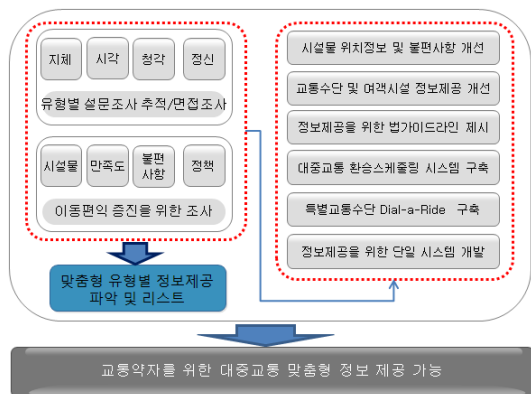 지체 시각 청각 정신
유형별 설문조사 추적/면접조사
시설물 만족도 불편
사항 정책
이동편익 증진을 위한 조사
맞춤형 유형별 정보제공
파악 및 리스트
시설물 위치정보 및 불편사항 개선
교통수단 및 여객시설 정보제공 개선
정보제공을 위한 법가이드라인 제시
대중교통 환승스케줄링 시스템 구축
특별교통수단 Dial-a-Ride 구축
정보제공을 위한 단일 시스템 개발
교통약자를 위한 대중교통 맞춤형 정보 제공 가능